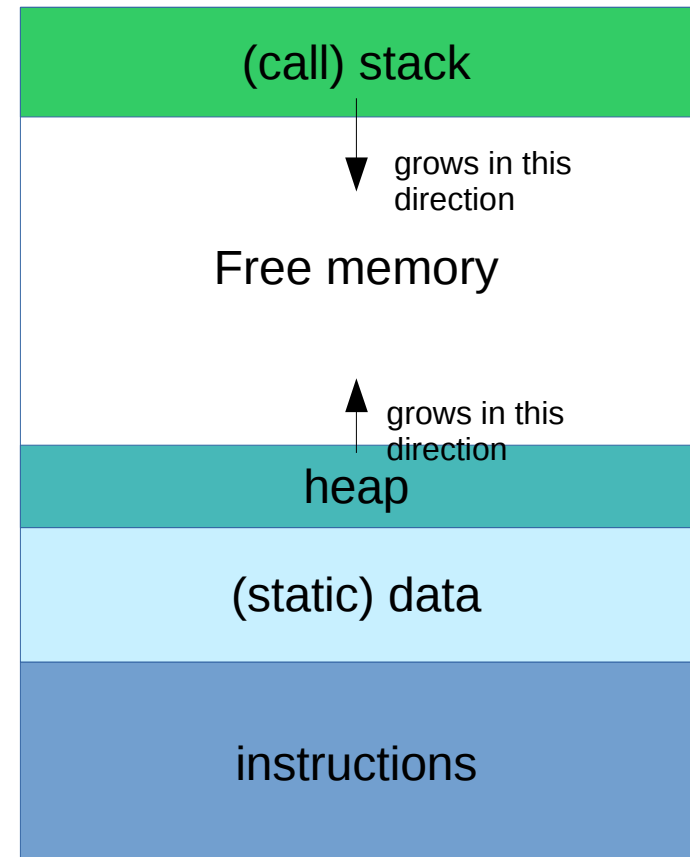 (call) stack
grows in this
direction
Free memory
grows in this
direction
heap
(static) data
instructions